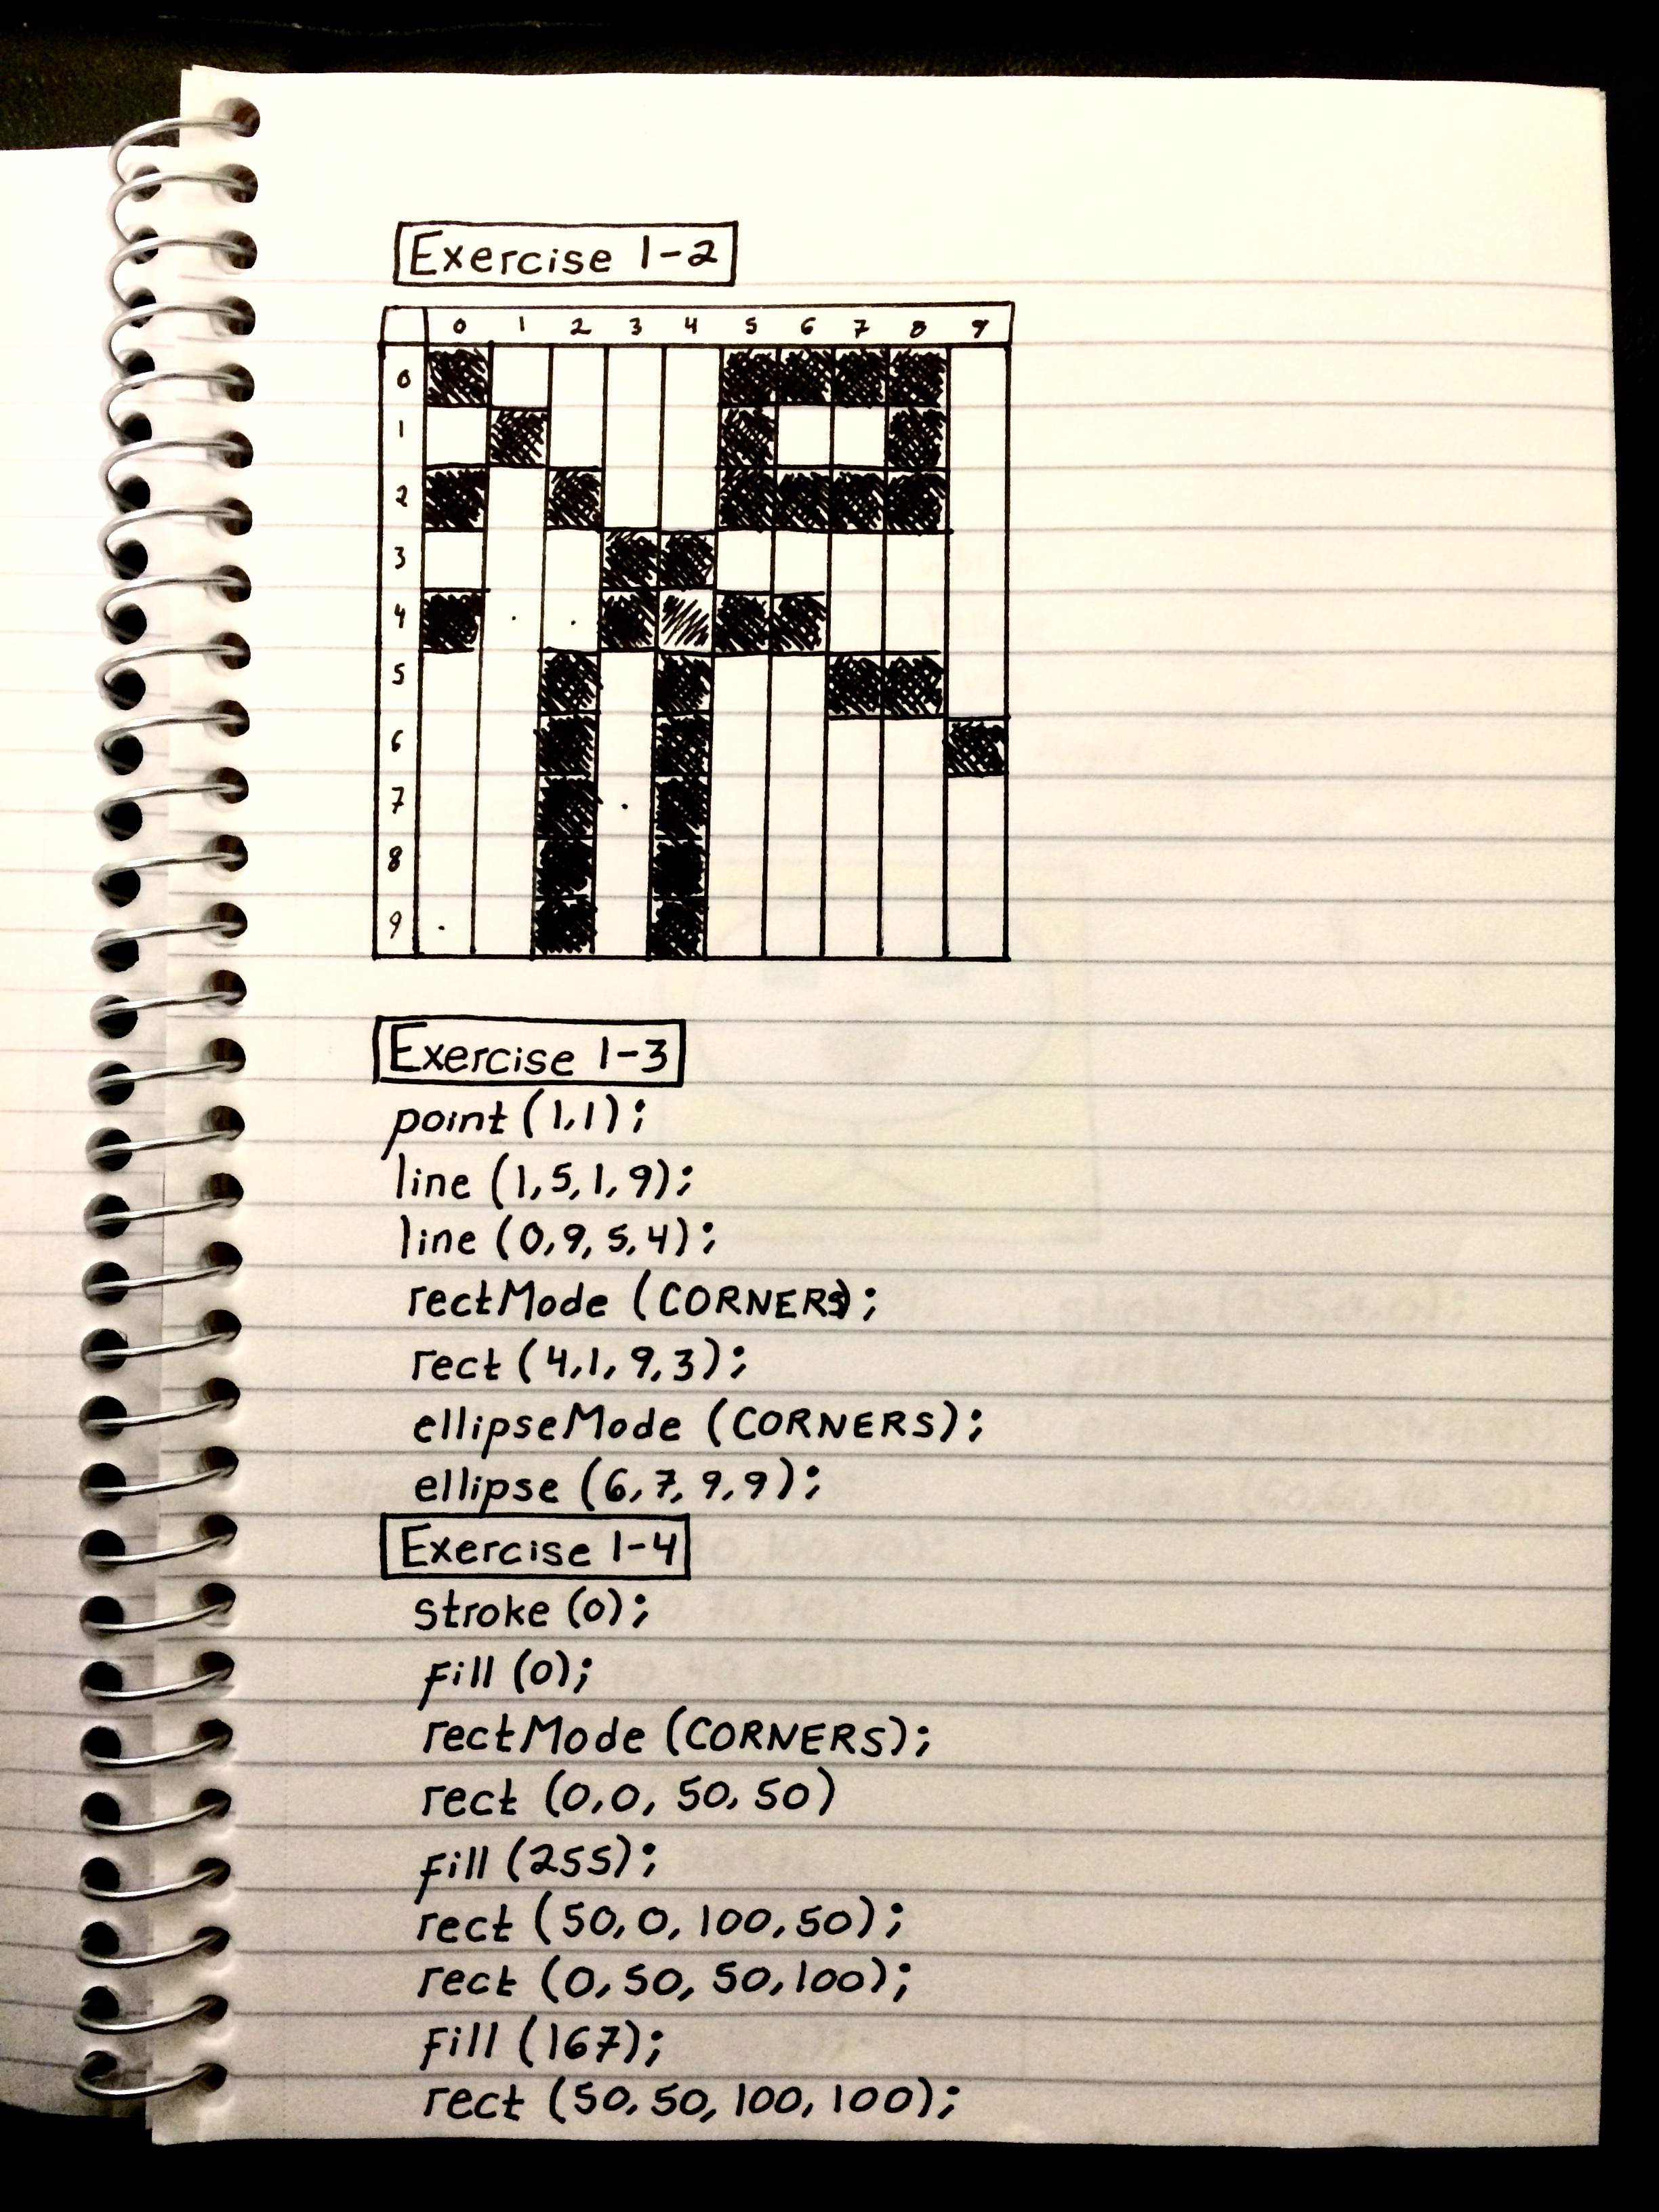 Exercise 1-2
0 1 2 3 4 5 6 7 8 9
0
1
2
3
4
5
6
7
8
9
Exercise 1-3
point (1,1);
line (1,5,1,9);
line (0,9,5,4);
rectMode (CORNERS);
rect (4,1,9,3);
ellipseMode (CORNERS);
ellipse (6,7,9,9);
Exercise 1-4
stroke (0);
fill (0);
rectMode (CORNERS);
rect (0,0, 50, 50)
fill (255);
rect (50,0,100,50);
rect (0,50, 50,100);
fill (167);
rect (50,50,100,100);